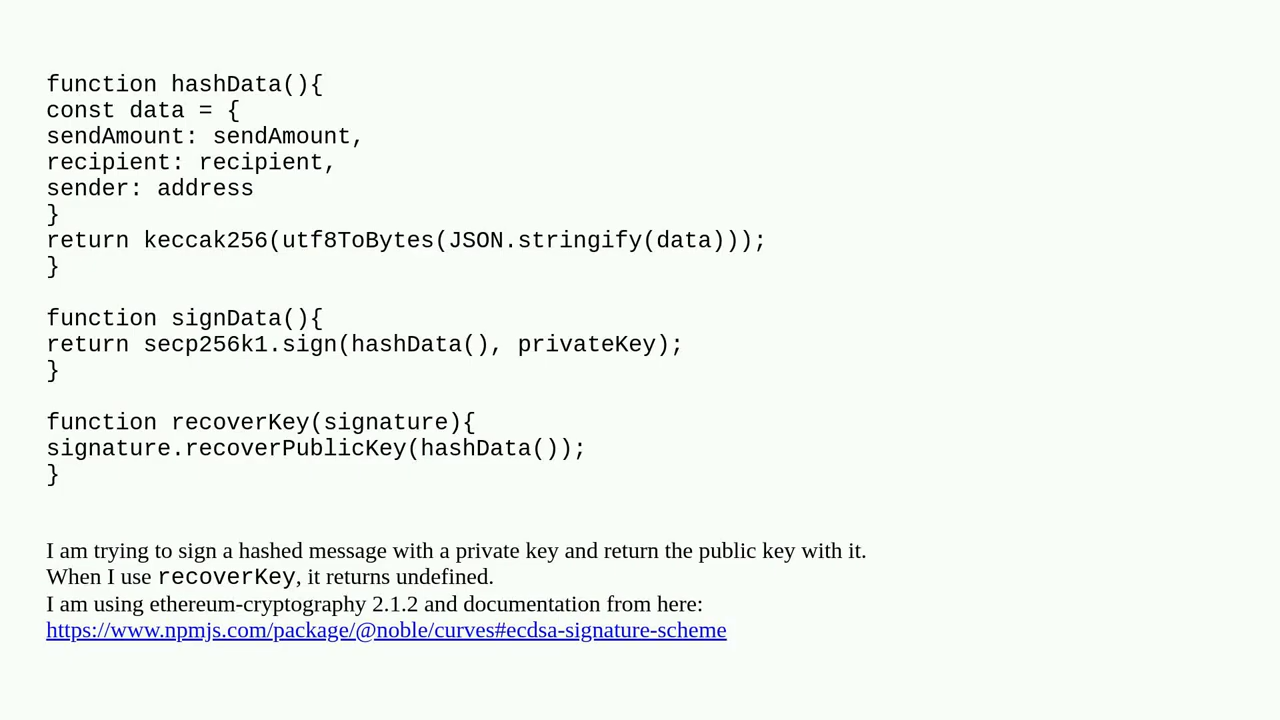 function hashData(){
const data = {
sendAmount: sendAmount,
recipient: recipient,
sender: address
}
return keccak256(utf8ToBytes(JSON.stringify(data)));
}
function signData(){
return secp256k1.sign(hashData(), privateKey);
}
function recoverKey(signature){
signature.recoverPublicKey(hashData());
}
I am trying to sign a hashed message with a private key and return the public key with it.
When I use recoverKey, it returns undefined.
I am using ethereum-cryptography 2.1.2 and documentation from here:
https://www.npmjs.com/package/@noble/curves#ecdsa-signature-scheme